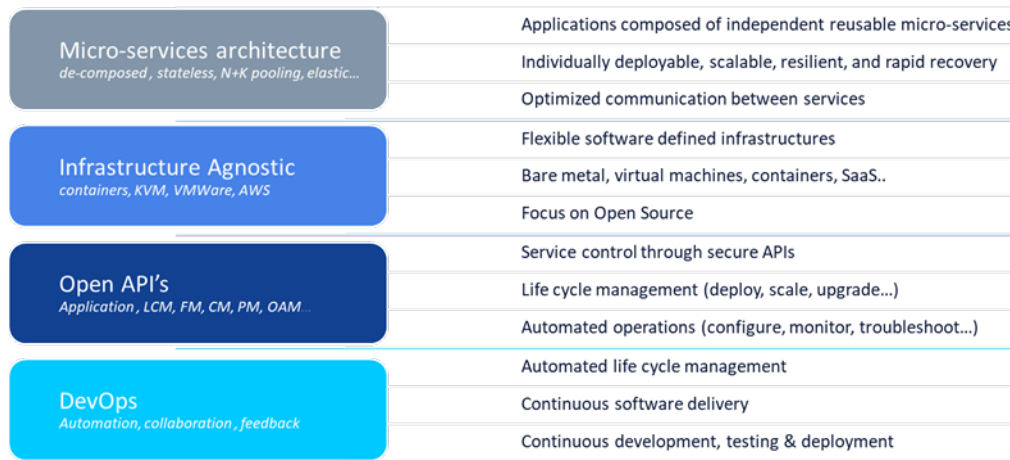 Micro-services architecture
de-composed , stateless, N+K pooling, elastic...
Applications composed of independent reusable micro-services
Individually deployable, scalable, resilient, and rapid recovery
Optimized communication between services
Infrastructure Agnostic
containers, KVM, VMWare, AWS
Flexible software defined infrastructures
Bare metal, virtual machines, containers, SaaS..
Focus on Open Source
Open API’s
Application , LCM, FM, CM, PM, OAM...
Service control through secure APIs
Life cycle management (deploy, scale, upgrade...)
Automated operations (configure, monitor, troubleshoot...)
DevOps
Automation, collaboration , feedback
Automated life cycle management
Continuous software delivery
Continuous development, testing & deployment